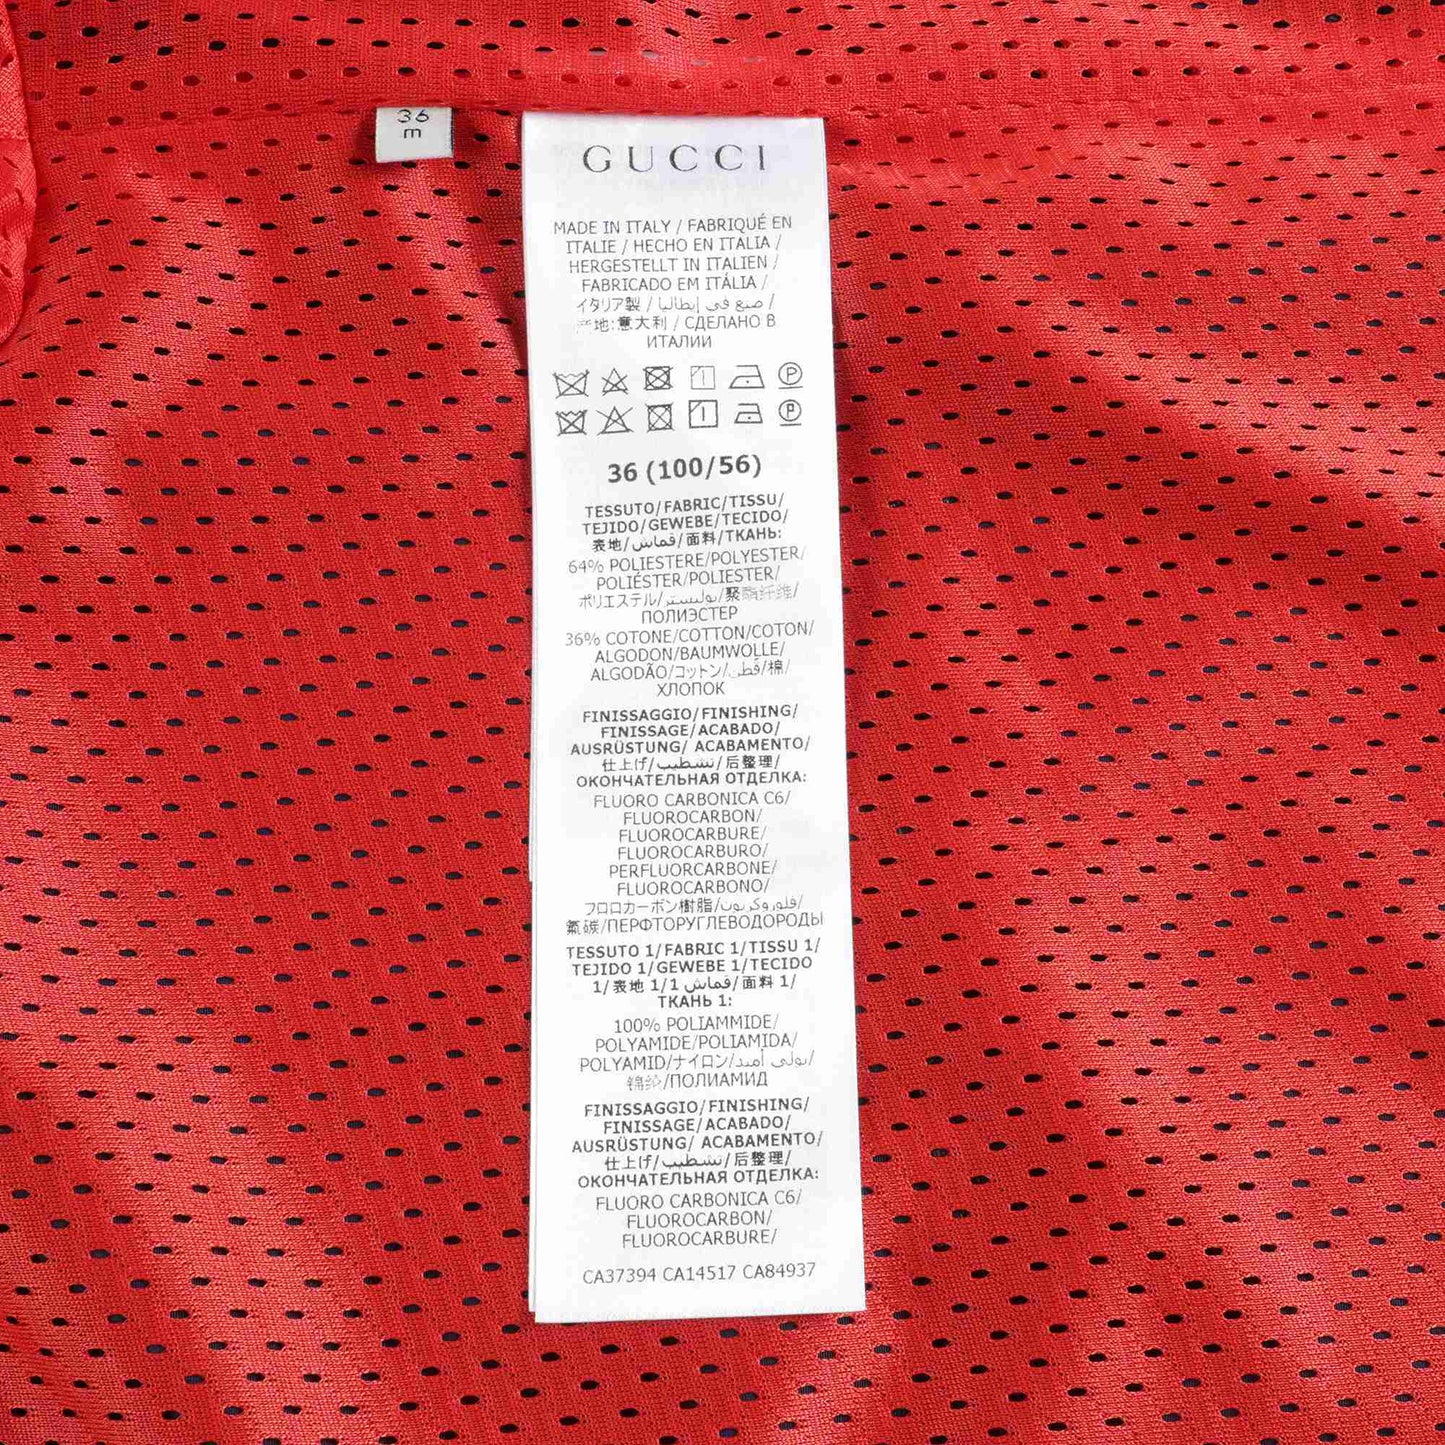 36
m
GUCCI
MADE IN ITALY / FABRIQUÉ EN
ITALIE / HECHO EN ITALIA /
HERGESTELLT IN ITALIEN /
FABRICADO EM ITÁLIA /
イタリア製 / صنع في إيطاليا /
产地:意大利 / СДЕЛАНО В
ИТАЛИИ
36 (100/56)
TESSUTO/FABRIC/TISSU/
TEJIDO/GEWEBE/TECIDO/
表地/قماش/面料/ТКАНЬ:
64% POLIESTERE/POLYESTER/
POLIÉSTER/POLIESTER/
ポリエステル/بوليستر/聚酯纤维/
ПОЛИЭСТЕР
36% COTONE/COTTON/COTON/
ALGODON/BAUMWOLLE/
ALGODÃO/コットン/قطن/棉/
ХЛОПОК
FINISSAGGIO/FINISHING/
FINISSAGE/ACABADO/
AUSRÜSTUNG/ ACABAMENTO/
仕上げ/تشطيب/后整理/
ОКОНЧАТЕЛЬНАЯ ОТДЕЛКА:
FLUORO CARBONICA C6/
FLUOROCARBON/
FLUOROCARBURE/
FLUOROCARBURO/
PERFLUORCARBONE/
FLUOROCARBONO/
フロロカーボン樹脂/فلوروكربون/
氟碳/ПЕРФТОРУГЛЕВОДОРОДЫ
TESSUTO 1/FABRIC 1/TISSU 1/
TEJIDO 1/GEWEBE 1/TECIDO
1/表地 1/قماش 1/面料 1/
ТКАНЬ 1:
100% POLIAMMIDE/
POLYAMIDE/POLIAMIDA/
POLYAMID/ナイロン/بولي أميد/
锦纶/ПОЛИАМИД
FINISSAGGIO/FINISHING/
FINISSAGE/ACABADO/
AUSRÜSTUNG/ ACABAMENTO/
仕上げ/تشطيب/后整理/
ОКОНЧАТЕЛЬНАЯ ОТДЕЛКА:
FLUORO CARBONICA C6/
FLUOROCARBON/
FLUOROCARBURE/
CA37394 CA14517 CA84937